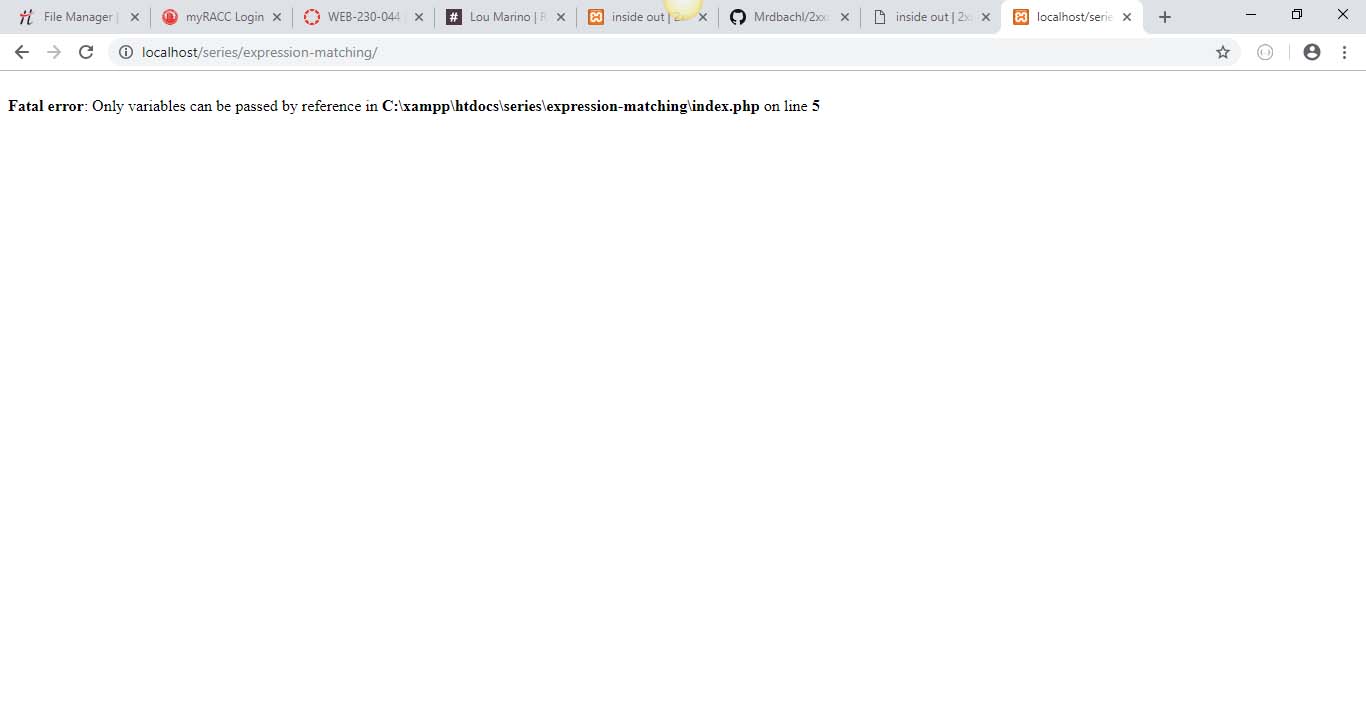 File Manager |
myRACC Login
WEB-230-044
Lou Marino | R
inside out | 2x
Mrdbachl/2xx
inside out | 2x
localhost/serie
localhost/series/expression-matching/
Fatal error: Only variables can be passed by reference in C:\xampp\htdocs\series\expression-matching\index.php on line 5